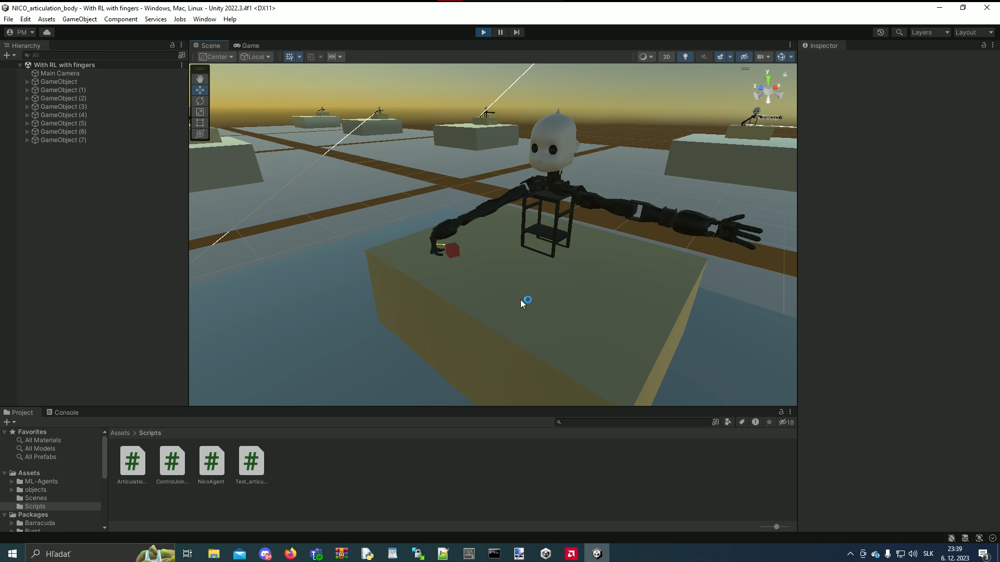 NICO_articulation_body - With RL with fingers - Windows, Mac, Linux - Unity 2022.3.4f1 <DX11>
File Edit Assets GameObject Component Services Jobs Window Help
PM
Layers Layout
Hierarchy
Scene Game
Inspector
All
Center Local
2D
With RL with fingers
Main Camera
GameObject
GameObject (1)
GameObject (2)
GameObject (3)
GameObject (4)
GameObject (5)
GameObject (6)
GameObject (7)
y
z x
Persp
Project Console
18
Favorites
All Materials
All Models
All Prefabs
Assets
ML-Agents
objects
Scenes
Scripts
Packages
Barracuda
Burst
Assets > Scripts
Articulatio... ControlJoin... NicoAgent Test_articu...
Hľadať
9+
SLK
23:39
6. 12. 2023
3